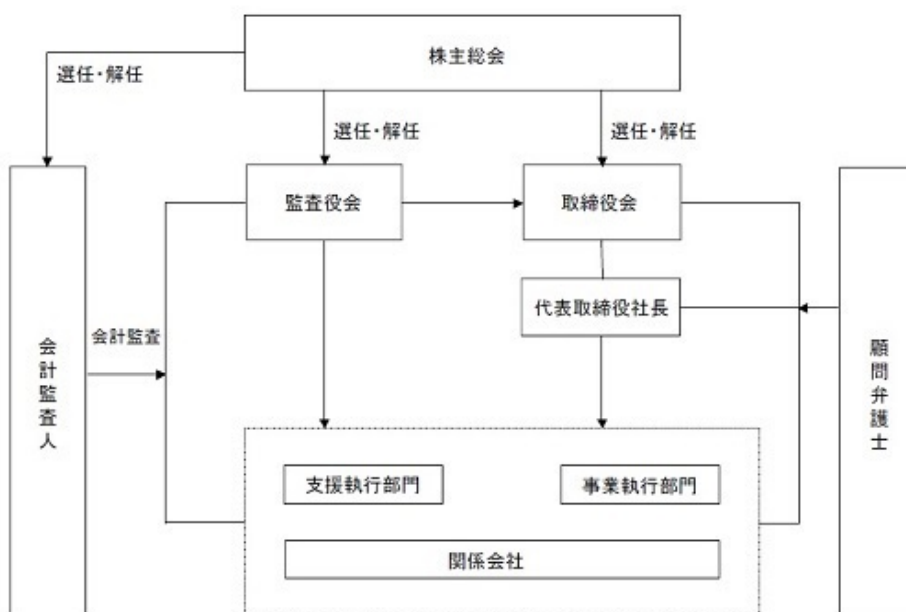 株主総会
選任・解任
選任・解任
選任・解任
監査役会
取締役会
代表取締役社長
会計監査
会計監査人
顧問弁護士
支援執行部門
事業執行部門
関係会社